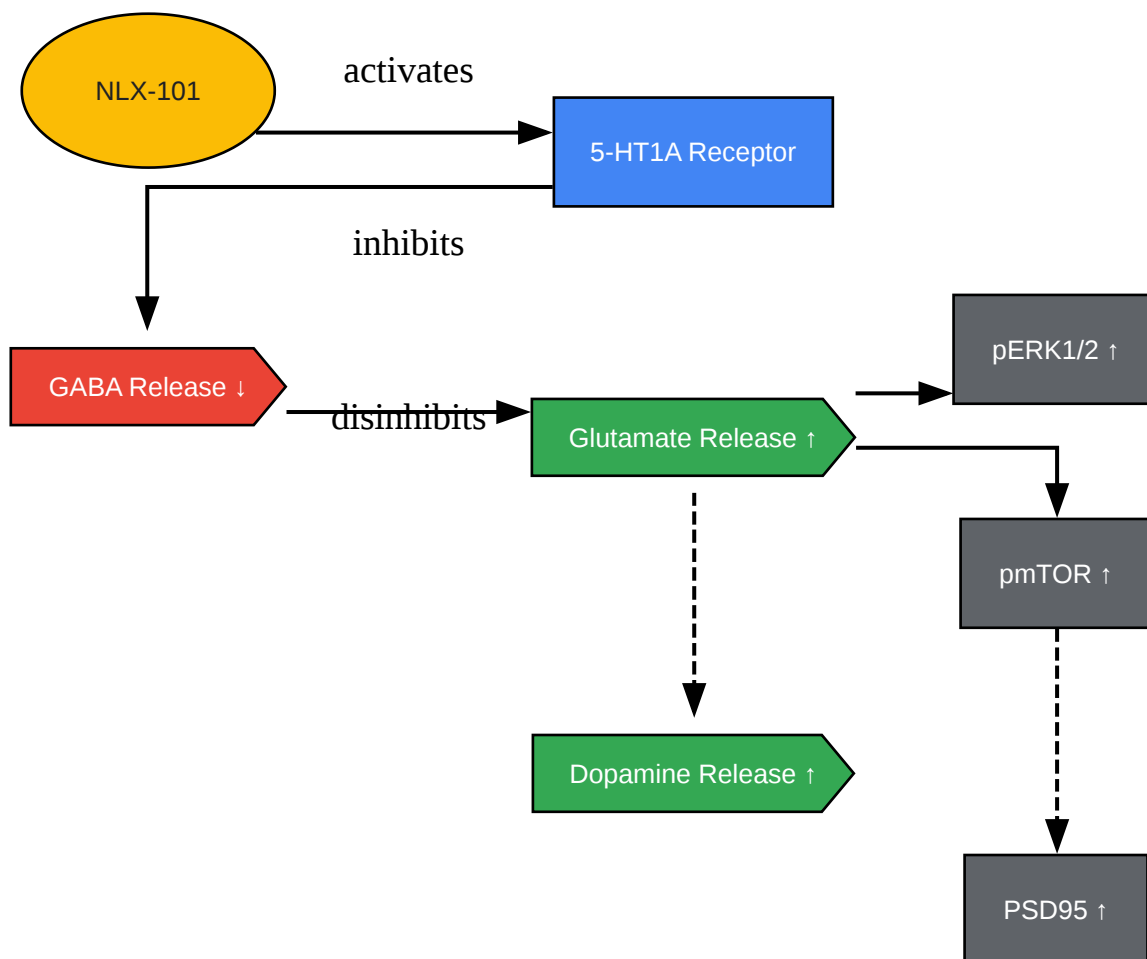 NLX-101
activates
5-HT1A Receptor
inhibits
pERK1/2 ↑
GABA Release ↓
disinhibits
Glutamate Release ↑
pmTOR ↑
Dopamine Release ↑
PSD95 ↑